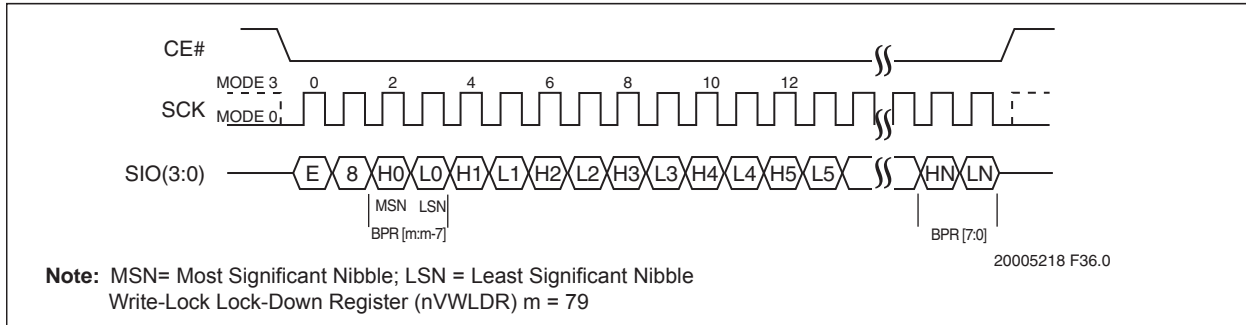 CE#
MODE 3 0 2 4 6 8 10 12
SCK
MODE 0
SIO(3:0) E 8 H0 L0 H1 L1 H2 L2 H3 L3 H4 L4 H5 L5 HN LN
MSN LSN
BPR [m:m-7] BPR [7:0]
20005218 F36.0
Note: MSN= Most Significant Nibble; LSN = Least Significant Nibble
Write-Lock Lock-Down Register (nVWLDR) m = 79